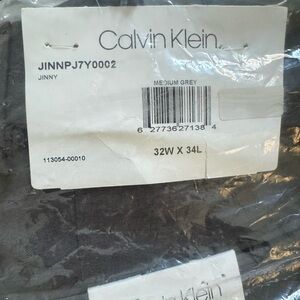 Calvin Klein
JINNPJ7Y0002
JINNY
MEDIUM GREY
6 27736 27138 4
32W X 34L
113054-00010
Calvin Klein